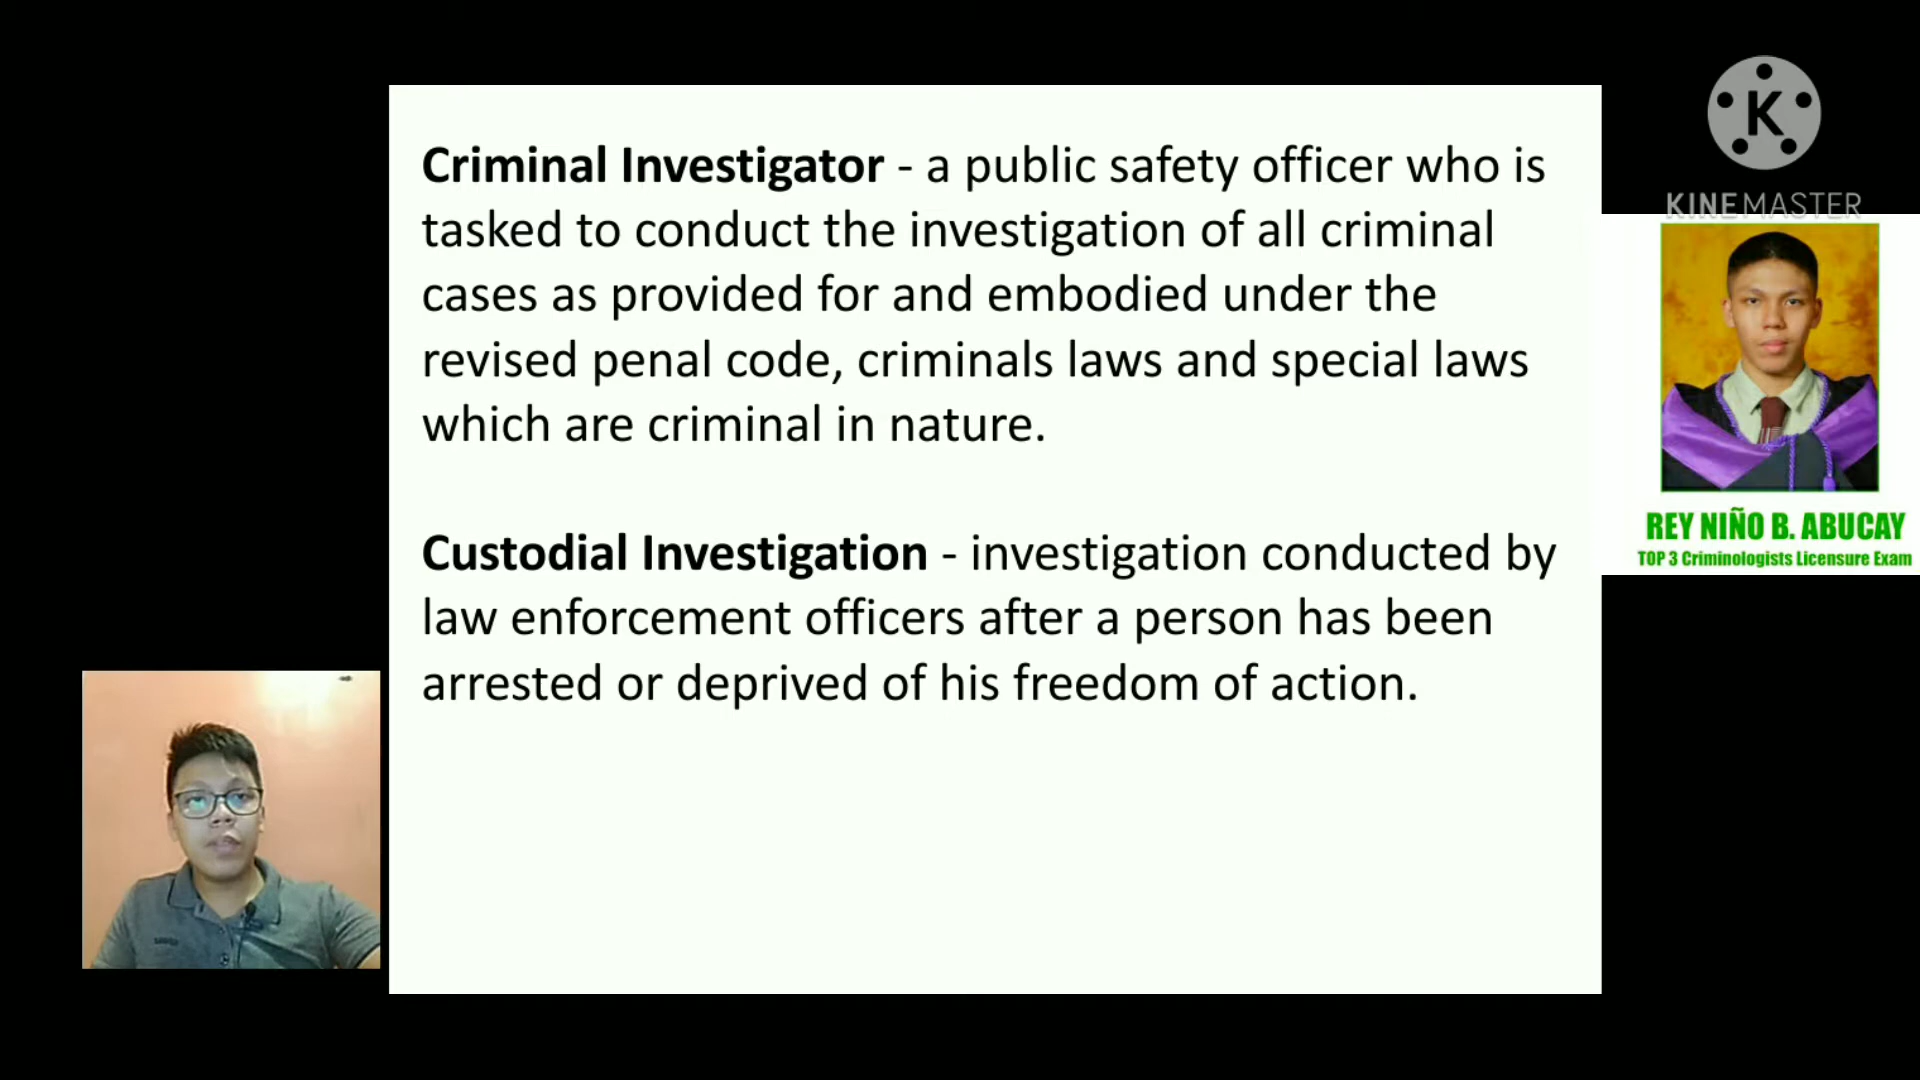 Criminal Investigator - a public safety officer who is
tasked to conduct the investigation of all criminal
cases as provided for and embodied under the
revised penal code, criminals laws and special laws
which are criminal in nature.
Custodial Investigation - investigation conducted by
law enforcement officers after a person has been
arrested or deprived of his freedom of action.
K
KINEMASTER
REY NIÑO B. ABUCAY
TOP 3 Criminologists Licensure Exam